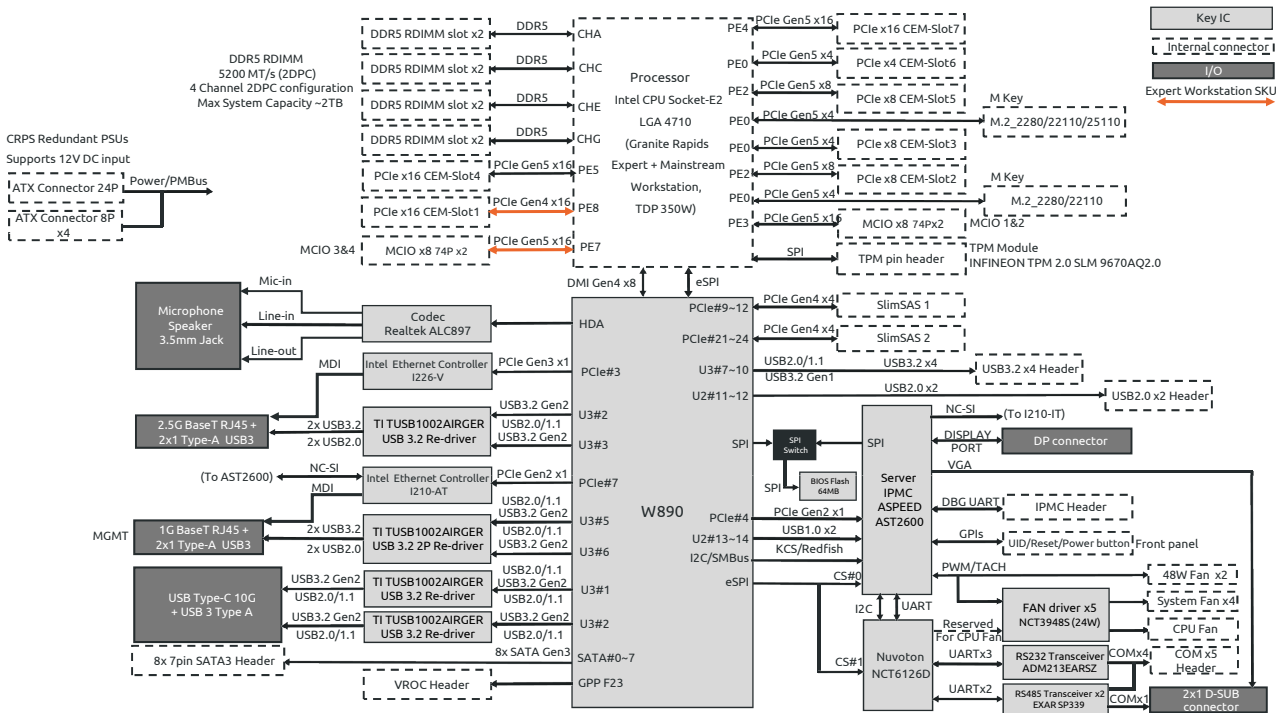 Key IC
Internal connector
I/O
Expert Workstation SKU
DDR5 RDIMM
5200 MT/s (2DPC)
4 Channel 2DPC configuration
Max System Capacity ~2TB
CRPS Redundant PSUs
Supports 12V DC input
ATX Connector 24P
Power/PMBus
ATX Connector 8P
x4
DDR5 RDIMM slot x2
DDR5
CHA
DDR5 RDIMM slot x2
DDR5
CHC
DDR5 RDIMM slot x2
DDR5
CHE
DDR5 RDIMM slot x2
DDR5
CHG
PCIe x16 CEM-Slot4
PCIe Gen5 x16
PE5
PCIe x16 CEM-Slot1
PCIe Gen4 x16
PE8
MCIO 3&4
MCIO x8 74P x2
PCIe Gen5 x16
PE7
Processor
Intel CPU Socket-E2
LGA 4710
(Granite Rapids
Expert + Mainstream
Workstation,
TDP 350W)
PE4
PCIe Gen5 x16
PCIe x16 CEM-Slot7
PE0
PCIe Gen5 x4
PCIe x4 CEM-Slot6
PE2
PCIe Gen5 x8
PCIe x8 CEM-Slot5
PE0
PCIe Gen5 x4
M Key
M.2_2280/22110/25110
PE0
PCIe Gen5 x4
PCIe x8 CEM-Slot3
PE2
PCIe Gen5 x8
PCIe x8 CEM-Slot2
PE0
PCIe Gen5 x4
M Key
M.2_2280/22110
PE3
PCIe Gen5 x16
MCIO x8 74Px2
MCIO 1&2
SPI
TPM pin header
TPM Module
INFINEON TPM 2.0 SLM 9670AQ2.0
DMI Gen4 x8
eSPI
Microphone
Speaker
3.5mm Jack
Mic-in
Line-in
Line-out
Codec
Realtek ALC897
HDA
MDI
Intel Ethernet Controller
I226-V
PCIe Gen3 x1
PCIe#3
2.5G BaseT RJ45 +
2x1 Type-A USB3
2x USB3.2
2x USB2.0
TI TUSB1002AIRGER
USB 3.2 Re-driver
USB3.2 Gen2
USB2.0/1.1
USB3.2 Gen2
U3#2
U3#3
(To AST2600)
NC-SI
MDI
Intel Ethernet Controller
I210-AT
PCIe Gen2 x1
PCIe#7
MGMT
1G BaseT RJ45 +
2x1 Type-A USB3
2x USB3.2
2x USB2.0
TI TUSB1002AIRGER
USB 3.2 2P Re-driver
USB2.0/1.1
USB3.2 Gen2
USB2.0/1.1
USB3.2 Gen2
U3#5
U3#6
USB Type-C 10G
+ USB 3 Type A
USB3.2 Gen2
USB2.0/1.1
TI TUSB1002AIRGER
USB 3.2 Re-driver
USB2.0/1.1
USB3.2 Gen2
USB2.0/1.1
U3#1
USB3.2 Gen2
USB2.0/1.1
TI TUSB1002AIRGER
USB 3.2 Re-driver
USB3.2 Gen2
USB2.0/1.1
U3#2
8x 7pin SATA3 Header
8x SATA Gen3
SATA#0~7
VROC Header
GPP F23
W890
PCIe#9~12
PCIe Gen4 x4
SlimSAS 1
PCIe#21~24
PCIe Gen4 x4
SlimSAS 2
U3#7~10
USB2.0/1.1
USB3.2 Gen1
USB3.2 x4
USB3.2 x4 Header
U2#11~12
USB2.0 x2
USB2.0 x2 Header
SPI
SPI
Switch
SPI
SPI
BIOS Flash
64MB
PCIe#4
PCIe Gen2 x1
U2#13~14
USB1.0 x2
I2C/SMBus
KCS/Redfish
eSPI
CS#0
CS#1
Server
IPMC
ASPEED
AST2600
NC-SI
(To I210-IT)
DISPLAY
PORT
DP connector
VGA
DBG UART
IPMC Header
GPIs
UID/Reset/Power button
Front panel
PWM/TACH
48W Fan x2
I2C
UART
FAN driver x5
NCT3948S (24W)
System Fan x4
CPU Fan
Reserved
For CPU Fan
Nuvoton
NCT6126D
UARTx3
RS232 Transceiver
ADM213EARSZ
COMx4
COM x5
Header
UARTx2
RS485 Transceiver x2
EXAR SP339
COMx1
2x1 D-SUB
connector